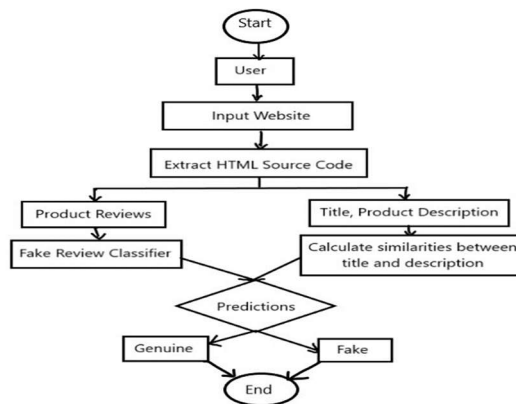 Start
User
Input Website
Extract HTML Source Code
Product Reviews
Title, Product Description
Fake Review Classifier
Calculate similarities between
title and description
Predictions
Genuine
Fake
End